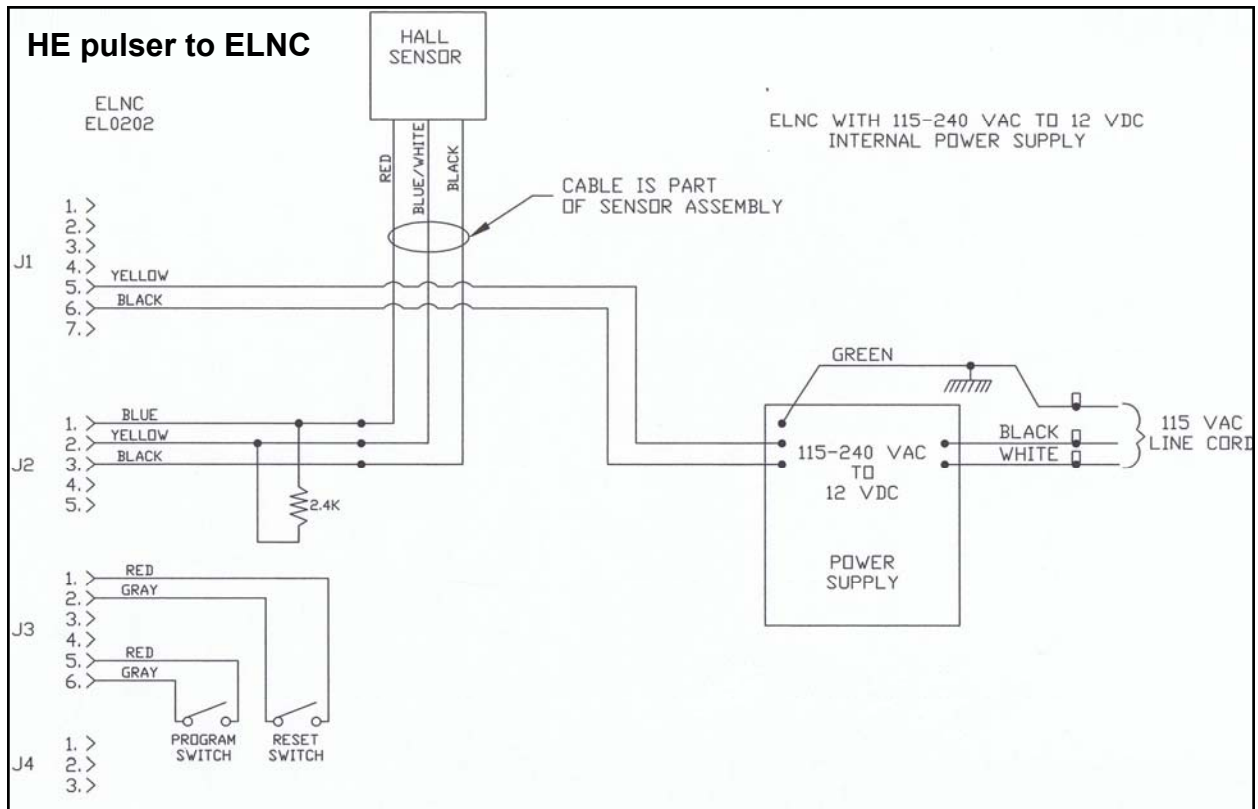 HE pulser to ELNC
ELNC
EL0202
HALL
SENSOR
ELNC WITH 115-240 VAC TO 12 VDC
INTERNAL POWER SUPPLY
RED
BLUE/WHITE
BLACK
CABLE IS PART
OF SENSOR ASSEMBLY
J1
1.
2.
3.
4.
5. YELLOW
6. BLACK
7.
GREEN
J2
1. BLUE
2. YELLOW
3. BLACK
4.
5.
2.4K
115-240 VAC
TO
12 VDC
POWER
SUPPLY
BLACK
WHITE
115 VAC
LINE CORD
J3
1. RED
2. GRAY
3.
4.
5. RED
6. GRAY
PROGRAM
SWITCH
RESET
SWITCH
J4
1.
2.
3.